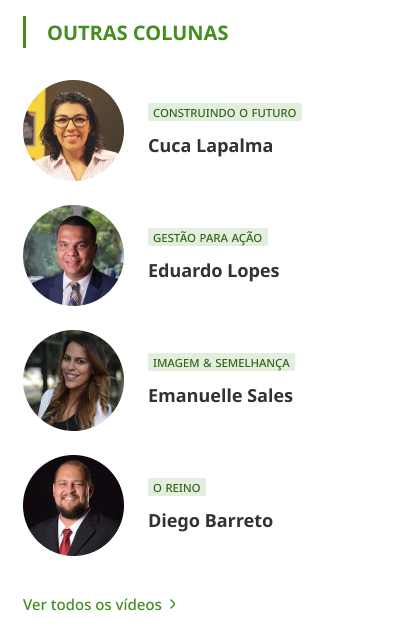 OUTRAS COLUNAS
CONSTRUINDO O FUTURO
Cuca Lapalma
GESTÃO PARA AÇÃO
Eduardo Lopes
IMAGEM & SEMELHANÇA
Emanuelle Sales
O REINO
Diego Barreto
Ver todos os vídeos